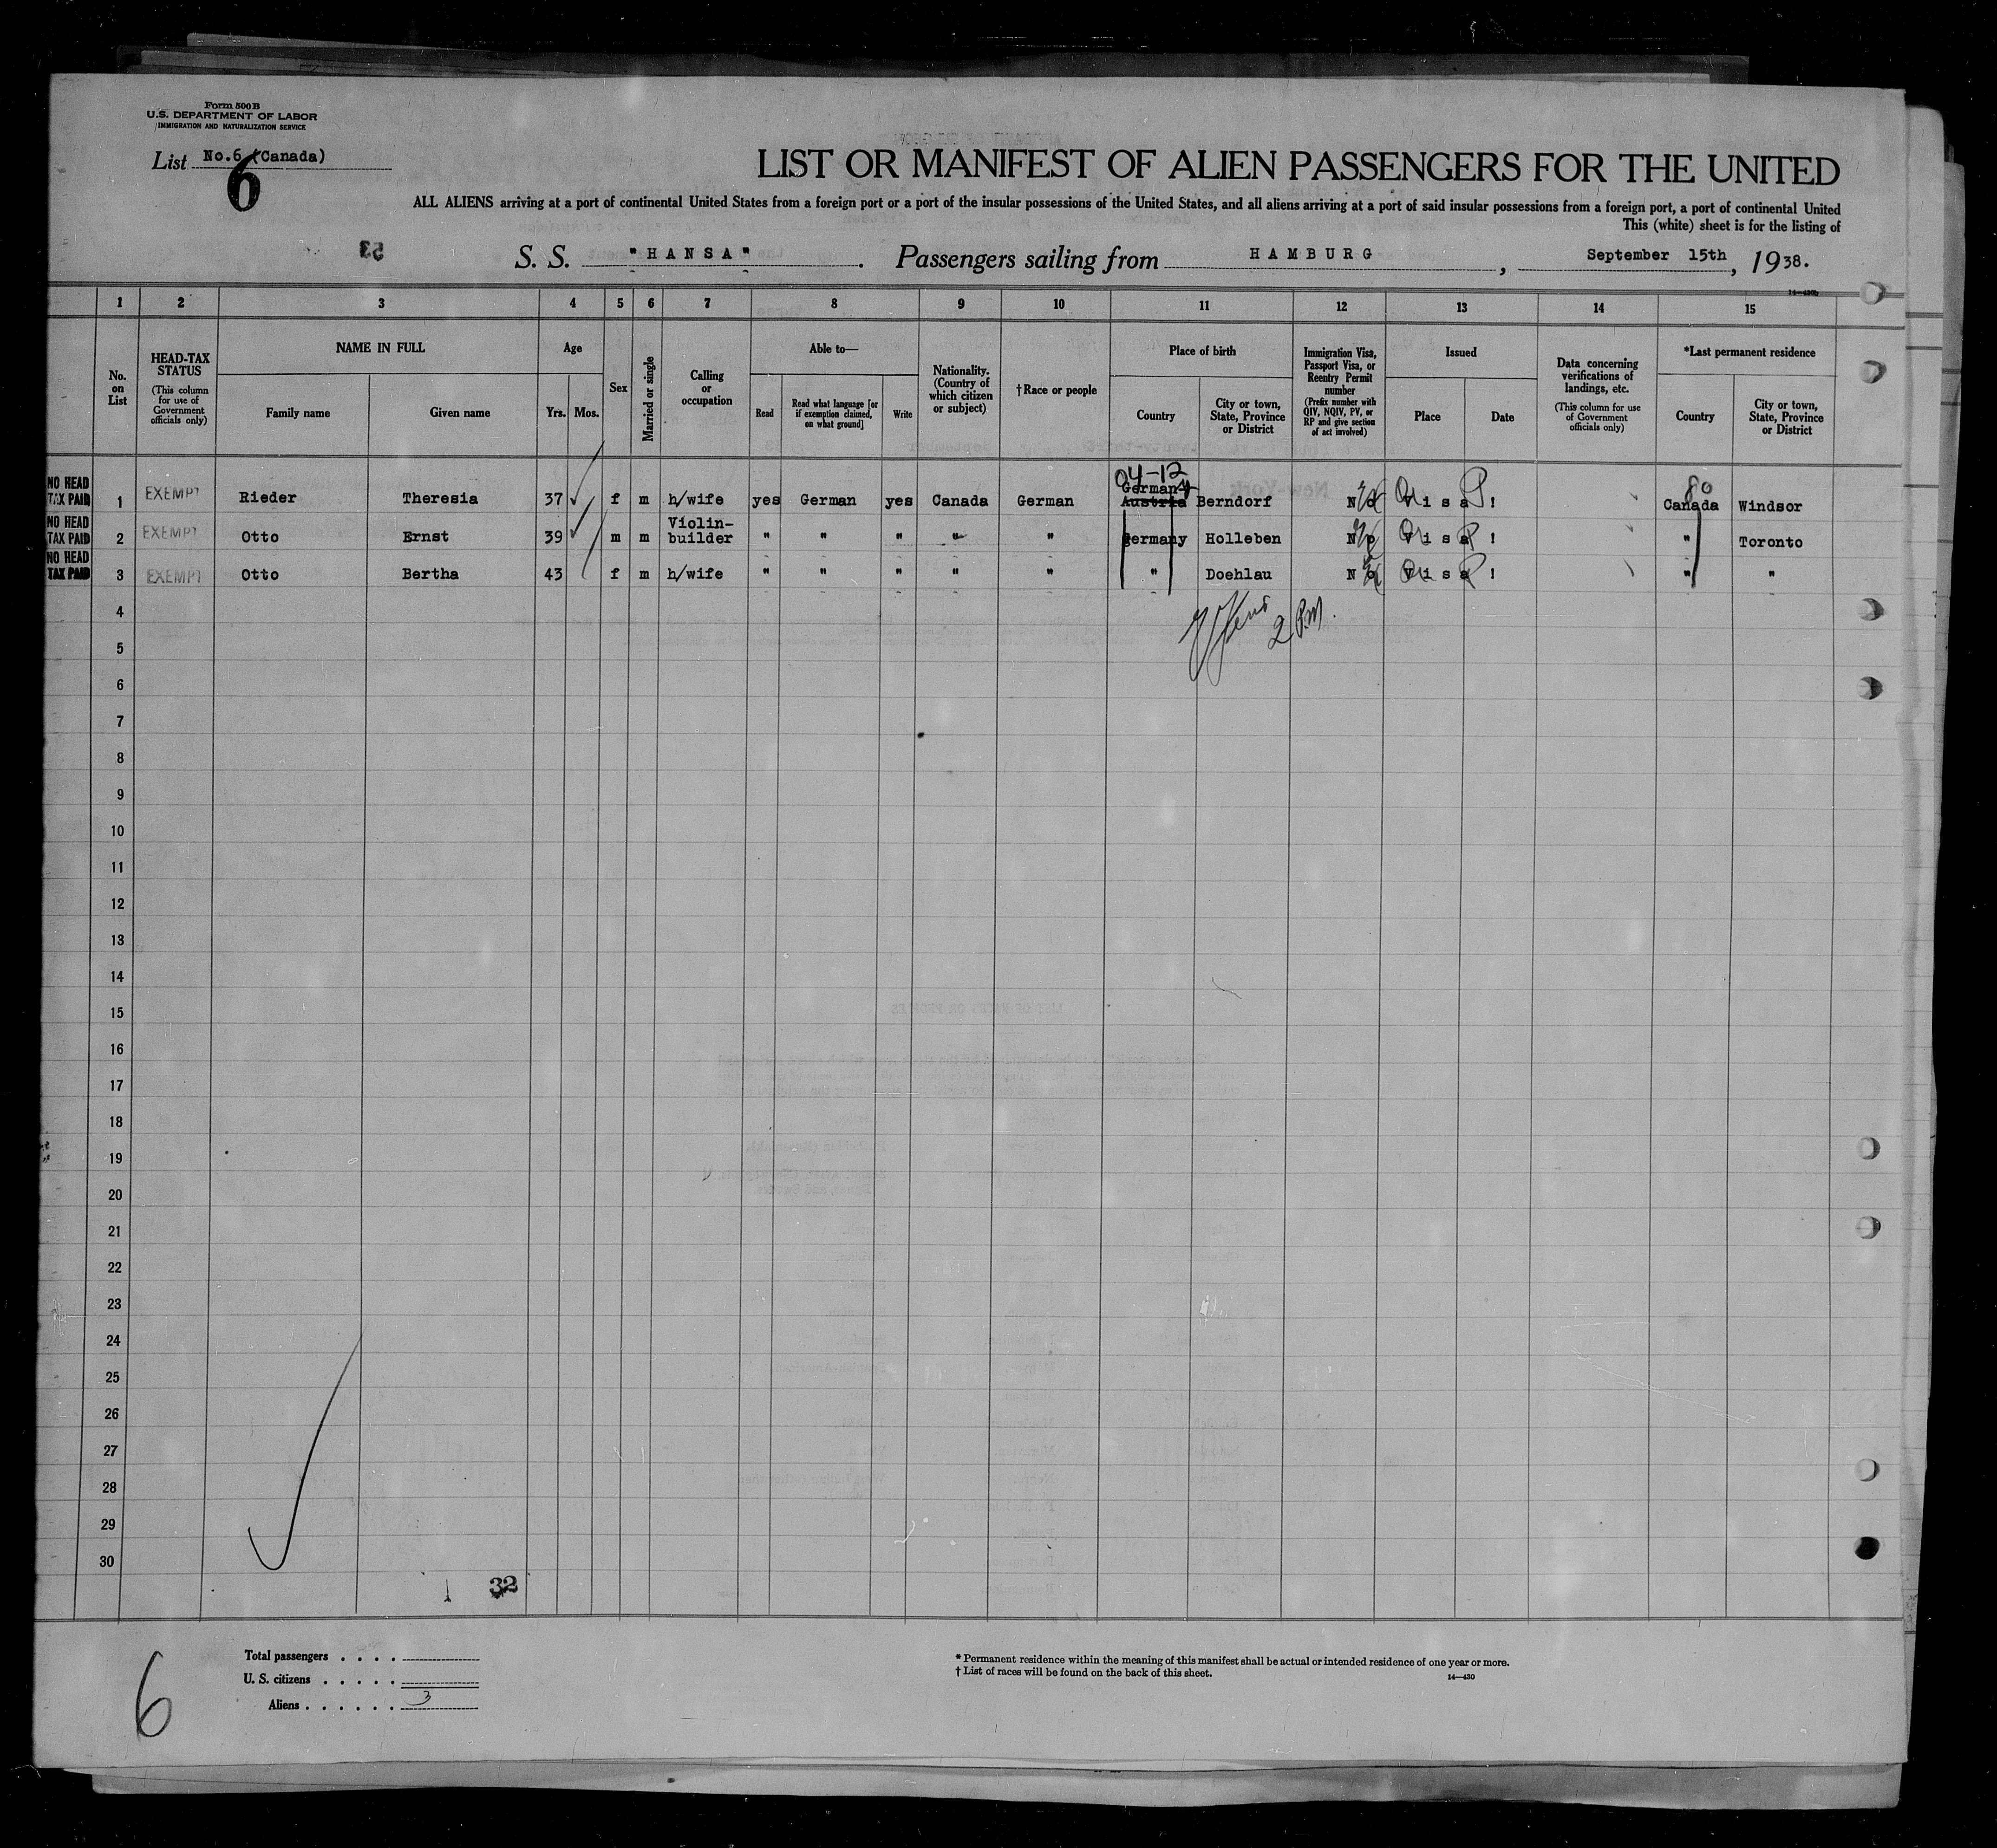 Form 500B
U.S. DEPARTMENT OF LABOR
IMMIGRATION AND NATURALIZATION SERVICE
List No.6 (Canada)
6
LIST OR MANIFEST OF ALIEN PASSENGERS FOR THE UNITED
ALL ALIENS arriving at a port of continental United States from a foreign port or a port of the insular possessions of the United States, and all aliens arriving at a port of said insular possessions from a foreign port, a port of continental United
This (white) sheet is for the listing of
53 S. S. "HANSA". Passengers sailing from HAMBURG, September 15th, 1938.
1 2 3 4 5 6 7 8 9 10 11 12 13 14 15
No. on List
HEAD-TAX STATUS (This column for use of Government officials only)
NAME IN FULL
Family name Given name
Age
Yrs. Mos.
Sex
Married or single
Calling or occupation
Able to—
Read Read what language [or if exemption claimed, on what ground] Write
Nationality. (Country of which citizen or subject)
†Race or people
Place of birth
Country City or town, State, Province or District
Immigration Visa, Passport Visa, or Reentry Permit number (Prefix number with QIV, NQIV, PV, or RP and give section of act involved)
Issued
Place Date
Data concerning verifications of landings, etc. (This column for use of Government officials only)
*Last permanent residence
Country City or town, State, Province or District
04-12 80
NO HEAD TAX PAID 1 EXEMPT Rieder Theresia 37 f m h/wife yes German yes Canada German Germany Austria Berndorf No Visa! Canada Windsor
NO HEAD TAX PAID 2 EXEMPT Otto Ernst 39 m m Violin-builder " " " " " Germany Holleben No Visa! " Toronto
NO HEAD TAX PAID 3 EXEMPT Otto Bertha 43 f m h/wife " " " " " " Doehlau No Visa! " "
4
2 PM.
5
6
7
8
9
10
11
12
13
14
15
16
17
18
19
20
21
22
23
24
25
26
27
28
29
30
1 32
6
Total passengers
U. S. citizens
Aliens 3
* Permanent residence within the meaning of this manifest shall be actual or intended residence of one year or more.
† List of races will be found on the back of this sheet.
14—430